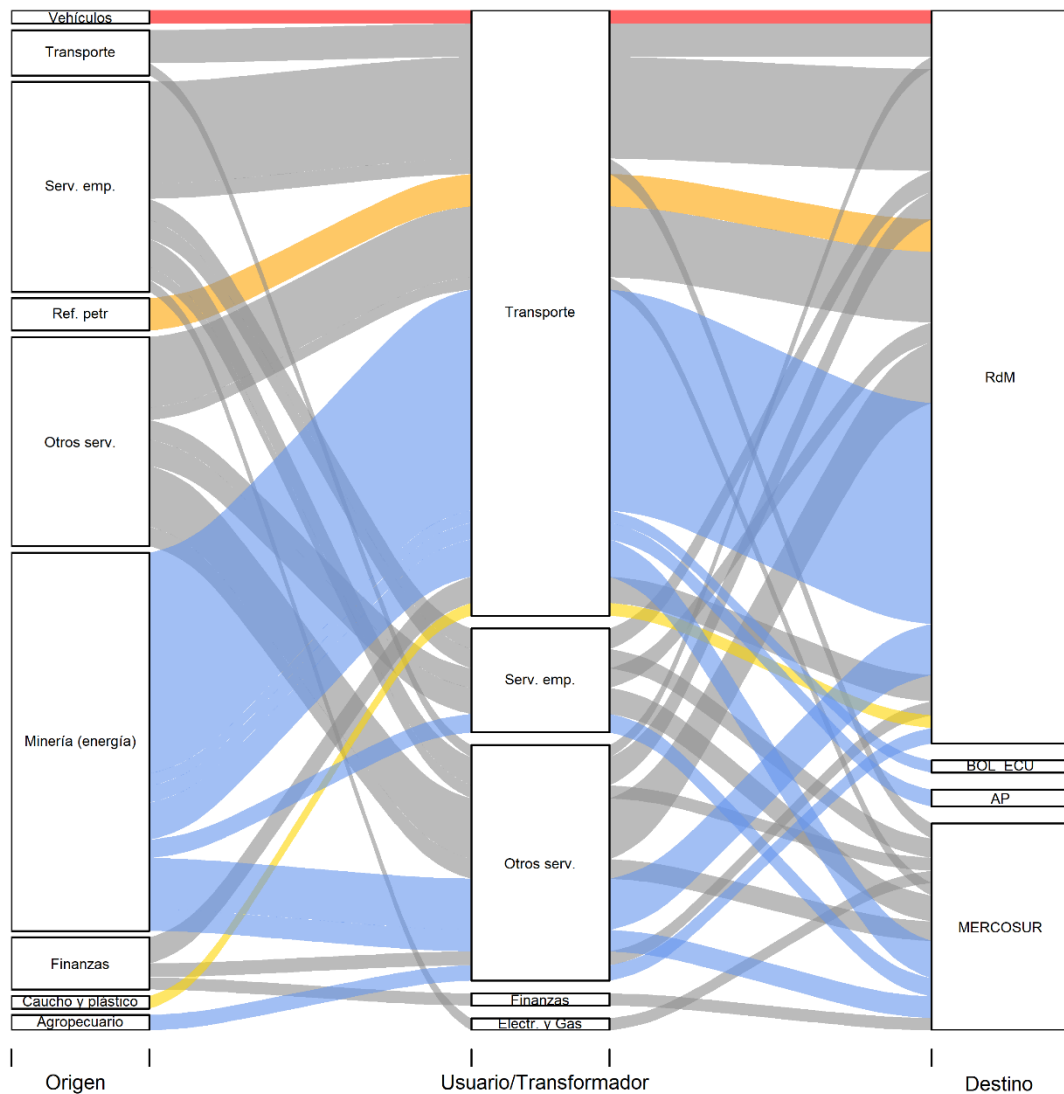 Vehículos
Transporte
Serv. emp.
Ref. petr
Otros serv.
Minería (energía)
Finanzas
Caucho y plástico
Agropecuario
Transporte
Serv. emp.
Otros serv.
Finanzas
Electr. y Gas
RdM
BOL_ECU
AP
MERCOSUR
Origen
Usuario/Transformador
Destino